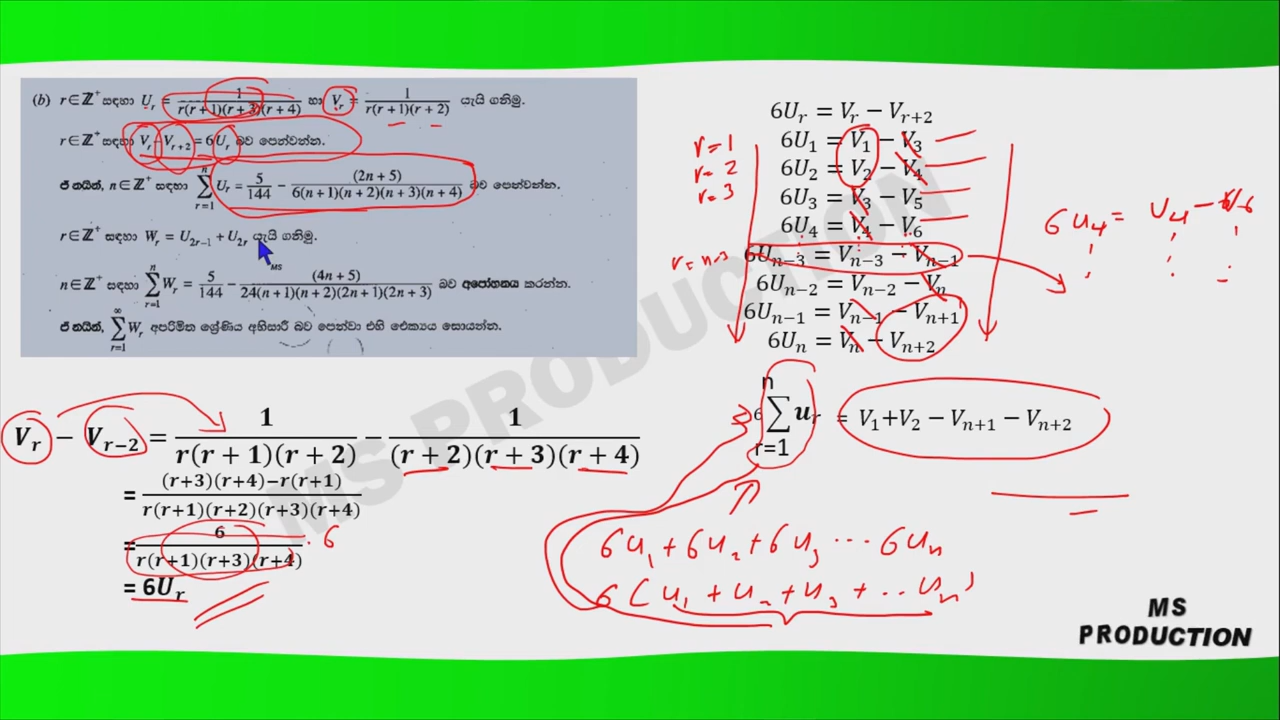 (b) r∈ℤ⁺ සඳහා U_r = 1/(r(r+1)(r+3)(r+4)) හා V_r = 1/(r(r+1)(r+2)) යැයි ගනිමු.
r∈ℤ⁺ සඳහා V_r − V_{r+2} = 6U_r බව පෙන්වන්න.
ඒ නයින්, n∈ℤ⁺ සඳහා ∑_{r=1}^{n} U_r = 5/144 − (2n+5)/(6(n+1)(n+2)(n+3)(n+4)) බව පෙන්වන්න.
r∈ℤ⁺ සඳහා W_r = U_{2r−1} + U_{2r} යැයි ගනිමු.
MS
n∈ℤ⁺ සඳහා ∑_{r=1}^{n} W_r = 5/144 − (4n+5)/(24(n+1)(n+2)(2n+1)(2n+3)) බව අපෝහනය කරන්න.
ඒ නයින්, ∑_{r=1}^{∞} W_r අපරිමිත ශ්‍රේණිය අභිසාරී බව පෙන්වා එහි ඓක්‍යය සොයන්න.
V_r − V_{r−2} = 1/(r(r+1)(r+2)) − 1/((r+2)(r+3)(r+4))
= ((r+3)(r+4)−r(r+1))/(r(r+1)(r+2)(r+3)(r+4))
= 6/(r(r+1)(r+3)(r+4)) · 6
= 6U_r
6U_r = V_r − V_{r+2}
r=1 6U_1 = V_1 − V_3
r=2 6U_2 = V_2 − V_4
r=3 6U_3 = V_3 − V_5
6U_4 = V_4 − V_6
6U_4 = V_4 − V_6
r=n-3 6U_{n−3} = V_{n−3} − V_{n−1}
6U_{n−2} = V_{n−2} − V_n
6U_{n−1} = V_{n−1} − V_{n+1}
6U_n = V_n − V_{n+2}
6 ∑_{r=1}^{n} u_r = V_1+V_2 − V_{n+1} − V_{n+2}
6U_1 + 6U_2 + 6U_3 ... 6U_n
6 (U_1 + U_2 + U_3 + ... U_n)
MS PRODUCTION
MS
PRODUCTION